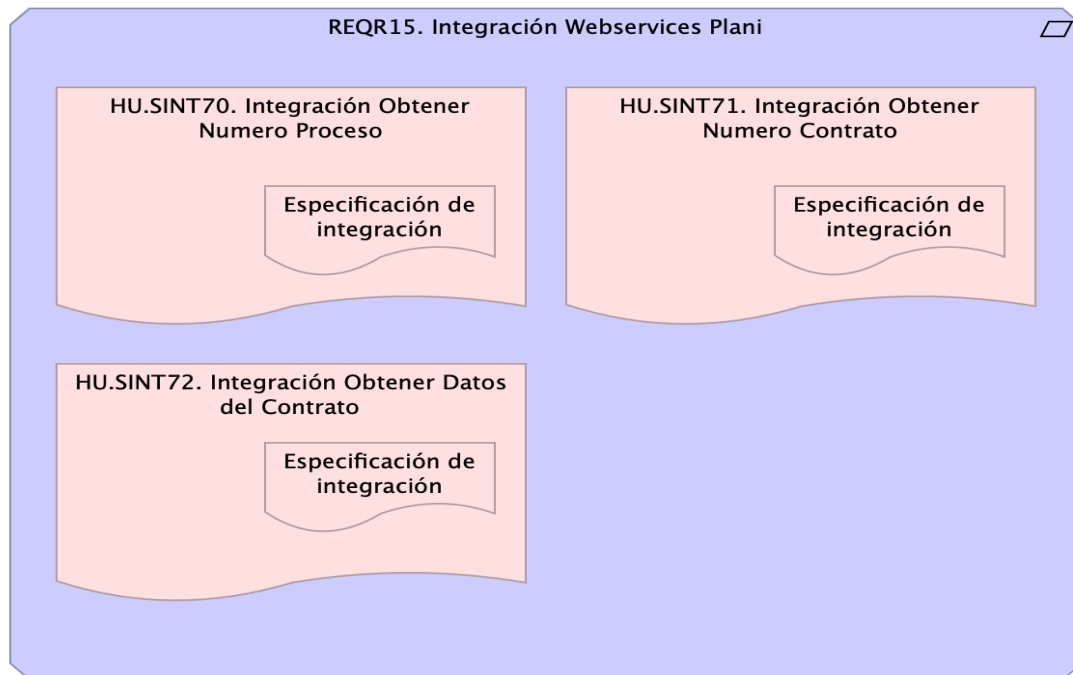 REQR15. Integración Webservices Plani
HU.SINT70. Integración Obtener
Numero Proceso
Especificación de
integración
HU.SINT71. Integración Obtener
Numero Contrato
Especificación de
integración
HU.SINT72. Integración Obtener Datos
del Contrato
Especificación de
integración